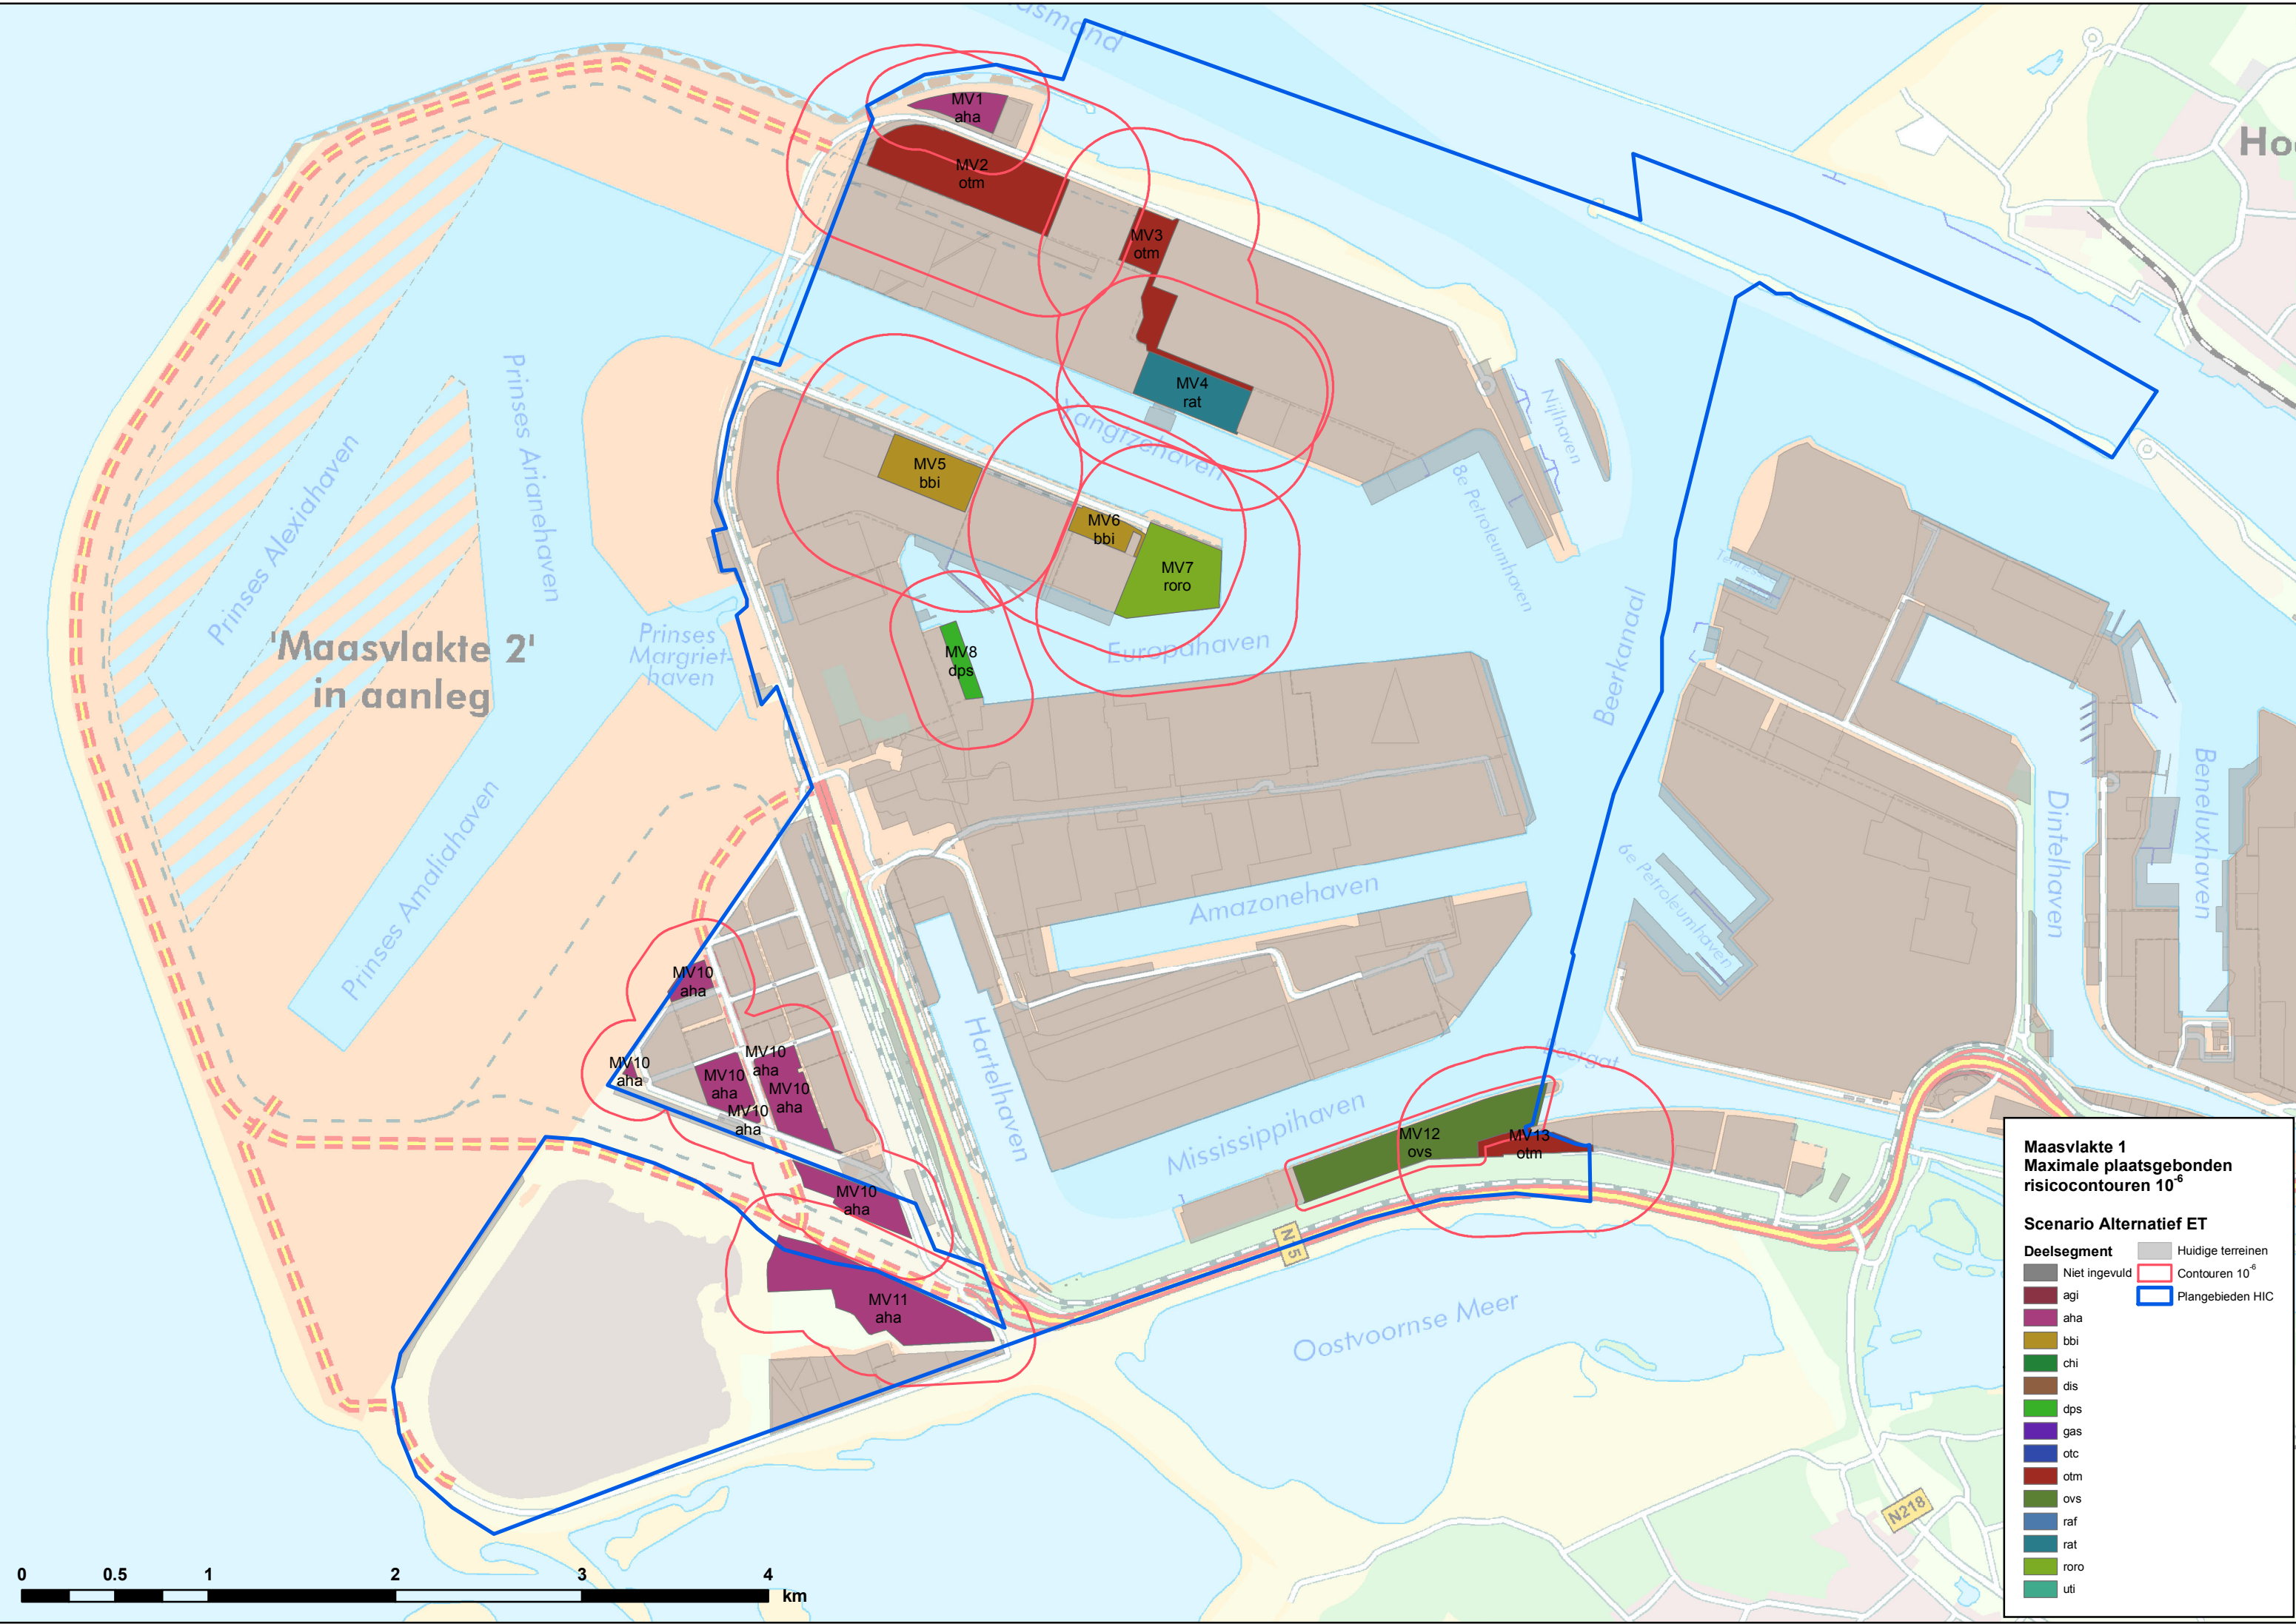 MV1
aha
MV2
otm
MV3
otm
MV4
rat
Yangtzehaven
MV5
bbi
MV6
bbi
MV7
roro
MV8
dps
Europahaven
Nijlhaven
8e Petroleumhaven
Beerkanaal
Prinses Alexiahaven
Prinses Arianehaven
'Maasvlakte 2'
in aanleg
Prinses
Margriet-
haven
Prinses Amaliahaven
Amazonehaven
Hartelhaven
Mississippihaven
6e Petroleumhaven
Dintelhaven
Beneluxhaven
Beergat
MV10
aha
MV10
aha
MV10
aha
MV10
aha
MV10
aha
MV10
aha
MV10
aha
MV11
aha
MV12
ovs
MV13
otm
N15
Oostvoornse Meer
N218
0 0.5 1 2 3 4
km
Maasvlakte 1
Maximale plaatsgebonden
risicocontouren 10-6
Scenario Alternatief ET
Deelsegment
Niet ingevuld
agi
aha
bbi
chi
dis
dps
gas
otc
otm
ovs
raf
rat
roro
uti
Huidige terreinen
Contouren 10-6
Plangebieden HIC